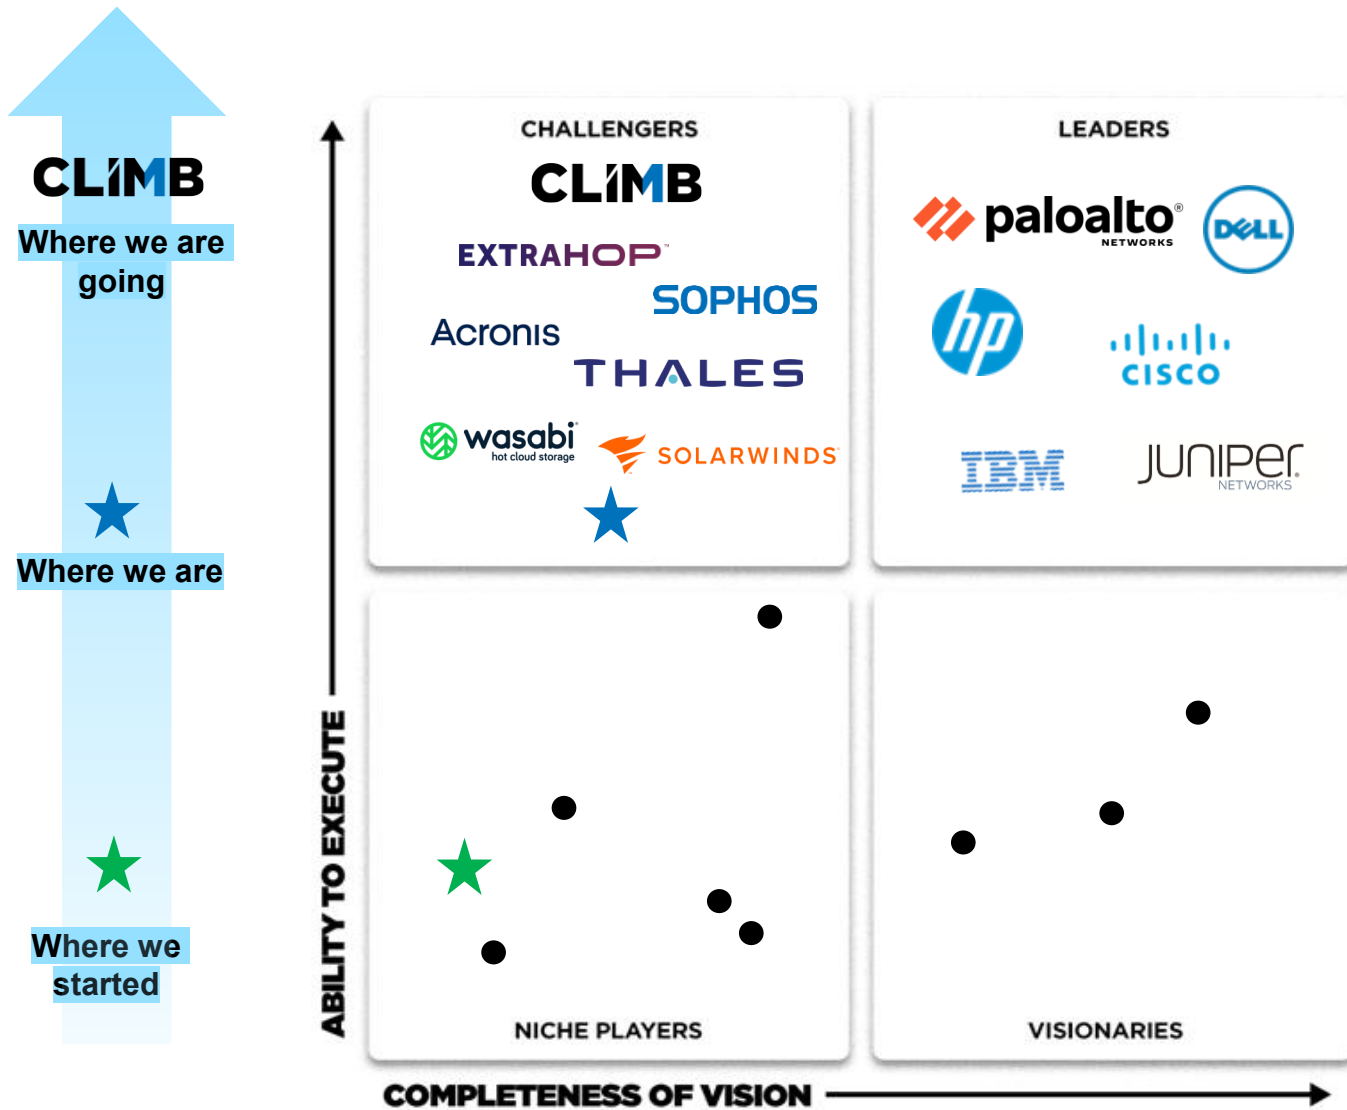 CLIMB
Where we are
going
Where we are
Where we
started
ABILITY TO EXECUTE
CHALLENGERS
CLIMB
EXTRAHOP™
SOPHOS
Acronis
THALES
wasabi
hot cloud storage
SOLARWINDS
LEADERS
paloalto®
NETWORKS
DELL
hp
CISCO
IBM
JUNIPer
NETWORKS
NICHE PLAYERS
VISIONARIES
COMPLETENESS OF VISION